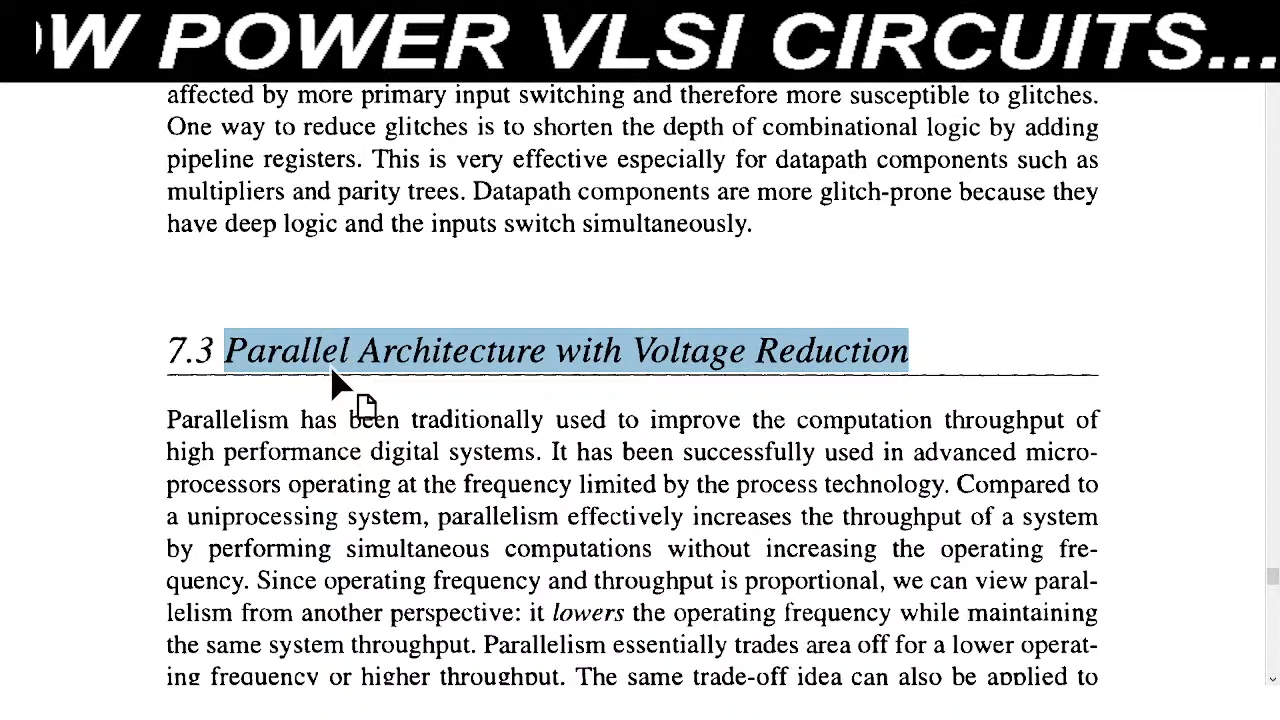 OW POWER VLSI CIRCUITS...
affected by more primary input switching and therefore more susceptible to glitches.
One way to reduce glitches is to shorten the depth of combinational logic by adding
pipeline registers. This is very effective especially for datapath components such as
multipliers and parity trees. Datapath components are more glitch-prone because they
have deep logic and the inputs switch simultaneously.
7.3 Parallel Architecture with Voltage Reduction
Parallelism has been traditionally used to improve the computation throughput of
high performance digital systems. It has been successfully used in advanced micro-
processors operating at the frequency limited by the process technology. Compared to
a uniprocessing system, parallelism effectively increases the throughput of a system
by performing simultaneous computations without increasing the operating fre-
quency. Since operating frequency and throughput is proportional, we can view paral-
lelism from another perspective: it lowers the operating frequency while maintaining
the same system throughput. Parallelism essentially trades area off for a lower operat-
ing frequency or higher throughput. The same trade-off idea can also be applied to